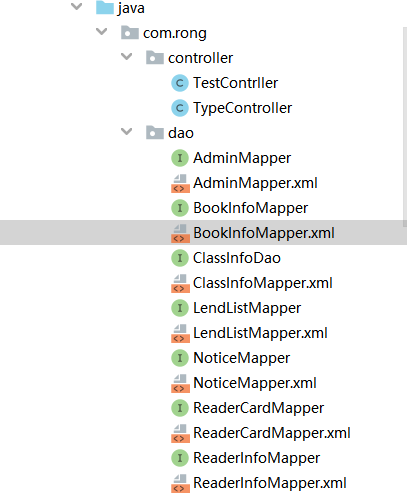 java
com.rong
controller
C TestContrller
C TypeController
dao
I AdminMapper
AdminMapper.xml
I BookInfoMapper
BookInfoMapper.xml
I ClassInfoDao
ClassInfoMapper.xml
I LendListMapper
LendListMapper.xml
I NoticeMapper
NoticeMapper.xml
I ReaderCardMapper
ReaderCardMapper.xml
I ReaderInfoMapper
ReaderInfoMapper.xml